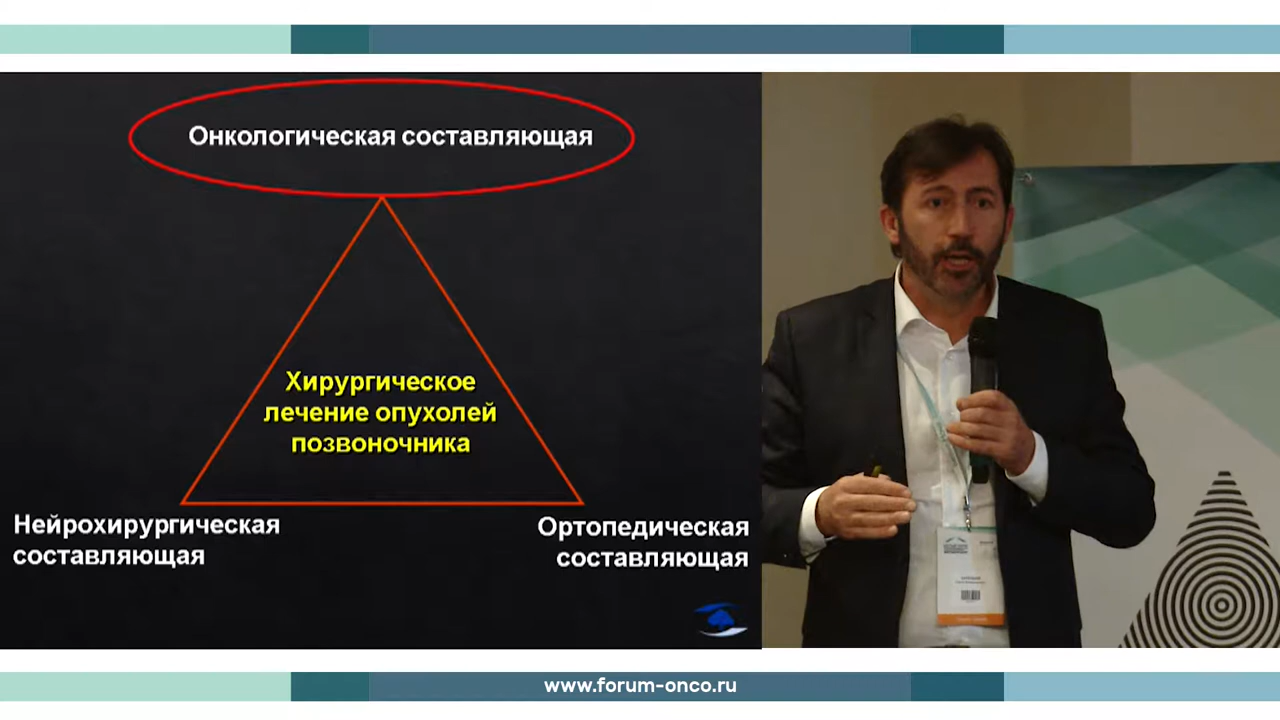 Онкологическая составляющая
Хирургическое
лечение опухолей
позвоночника
Нейрохирургическая
составляющая
Ортопедическая
составляющая
www.forum-onco.ru